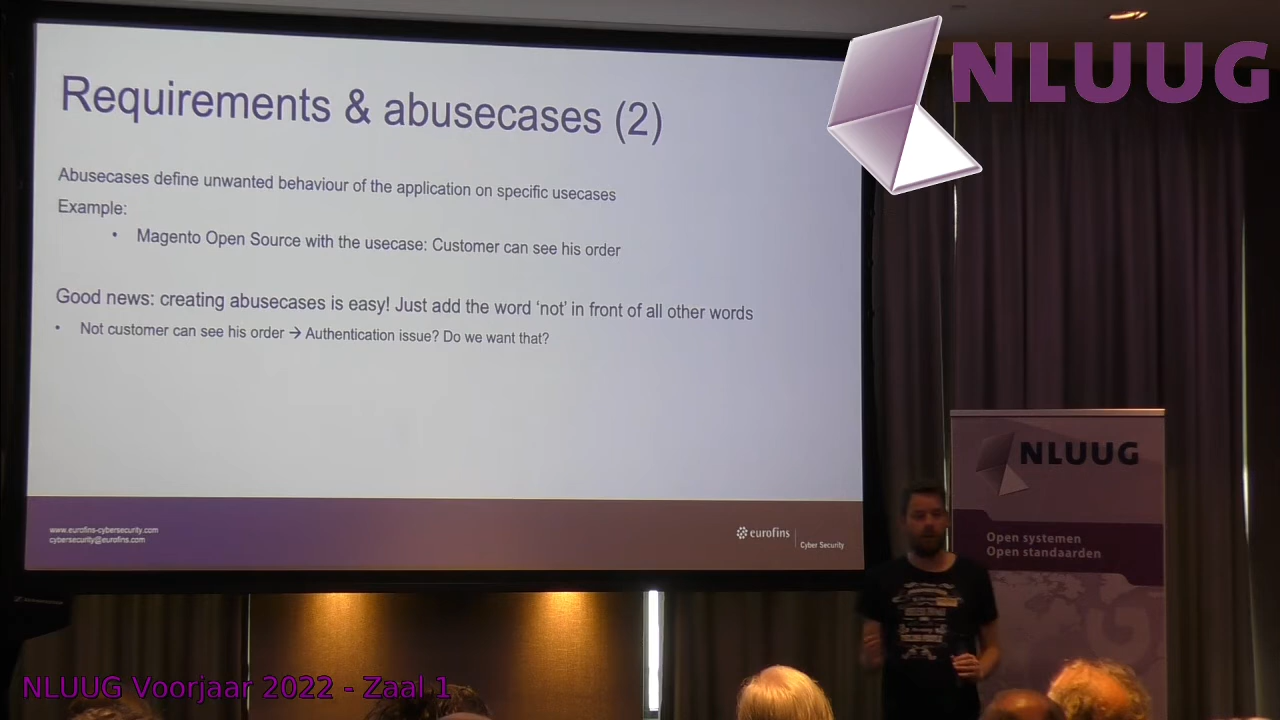 NLUUG
Requirements & abusecases (2)
Abusecases define unwanted behaviour of the application on specific usecases
Example:
• Magento Open Source with the usecase: Customer can see his order
Good news: creating abusecases is easy! Just add the word ‘not’ in front of all other words
• Not customer can see his order → Authentication issue? Do we want that?
www.eurofins-cybersecurity.com
cybersecurity@eurofins.com
eurofins
Cyber Security
NLUUG
Open systemen
Open standaarden
NLUUG Voorjaar 2022 - Zaal 1